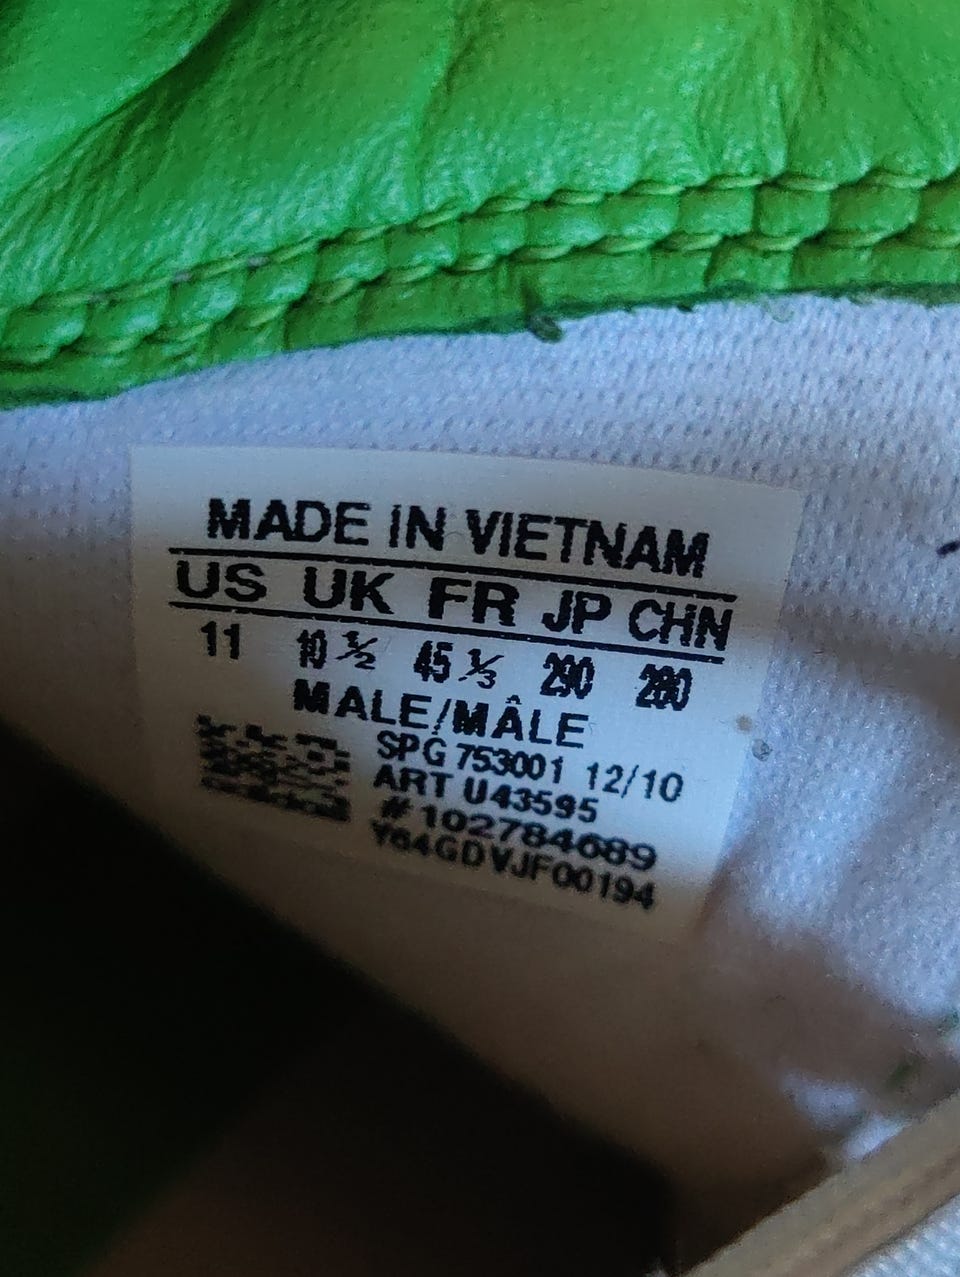 MADE IN VIETNAM
US UK FR JP CHN
11 10 ½ 45 ⅓ 290 280
MALE/MÂLE
SPG 753001 12/10
ART U43595
# 102784689
Y64GDVJF00194